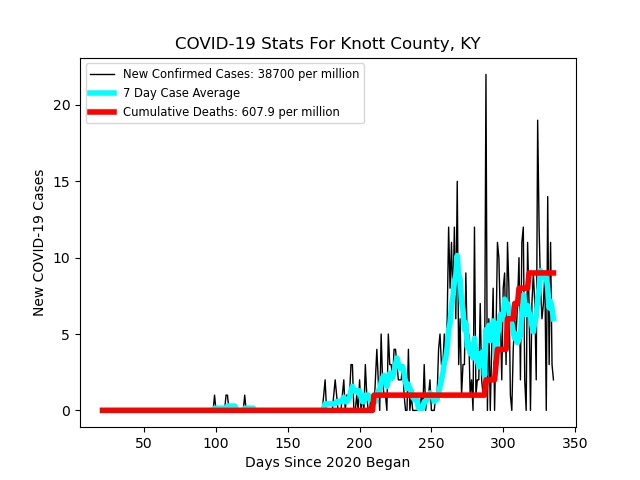 COVID-19 Stats For Knott County, KY
New Confirmed Cases: 38700 per million
7 Day Case Average
Cumulative Deaths: 607.9 per million
New COVID-19 Cases
20
15
10
5
0
50 100 150 200 250 300 350
Days Since 2020 Began